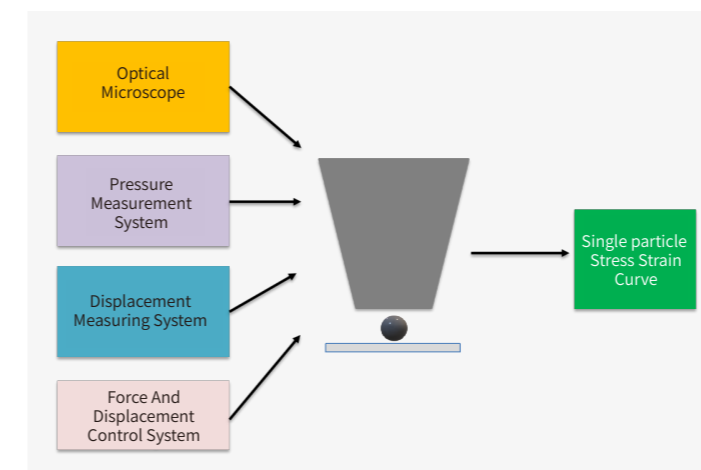 Optical
Microscope
Pressure
Measurement
System
Displacement
Measuring System
Force And
Displacement
Control System
Single particle
Stress Strain
Curve